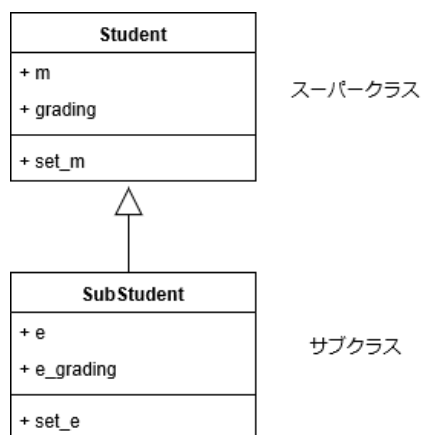 Student
+ m
+ grading
スーパークラス
+ set_m
SubStudent
+ e
+ e_grading
サブクラス
+ set_e